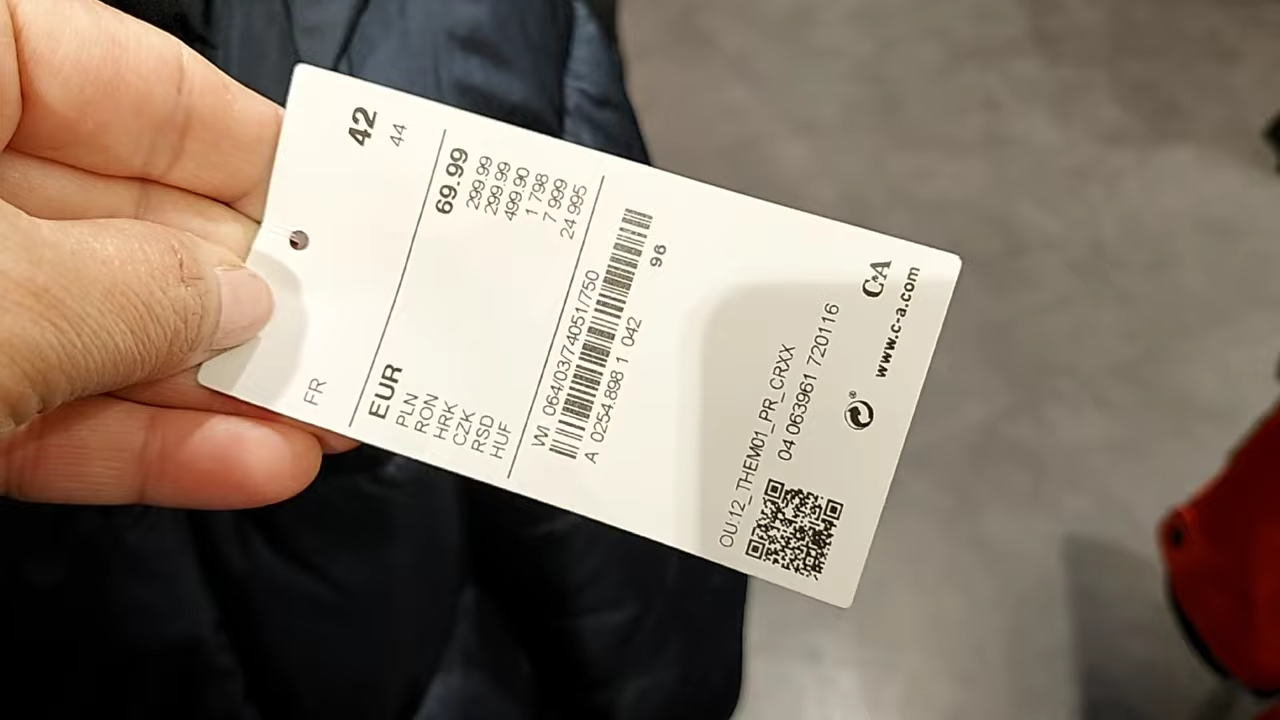 42
FR 44
EUR 69.99
PLN 299.99
RON 299.99
HRK 499.90
CZK 1 798
RSD 7 999
HUF 24 995
WI 064/03/74051/750
A 0254.898 1 042
96
OU:12_THEM01_PR_CRXX
04 063961 720116
C&A
www.c-a.com
®